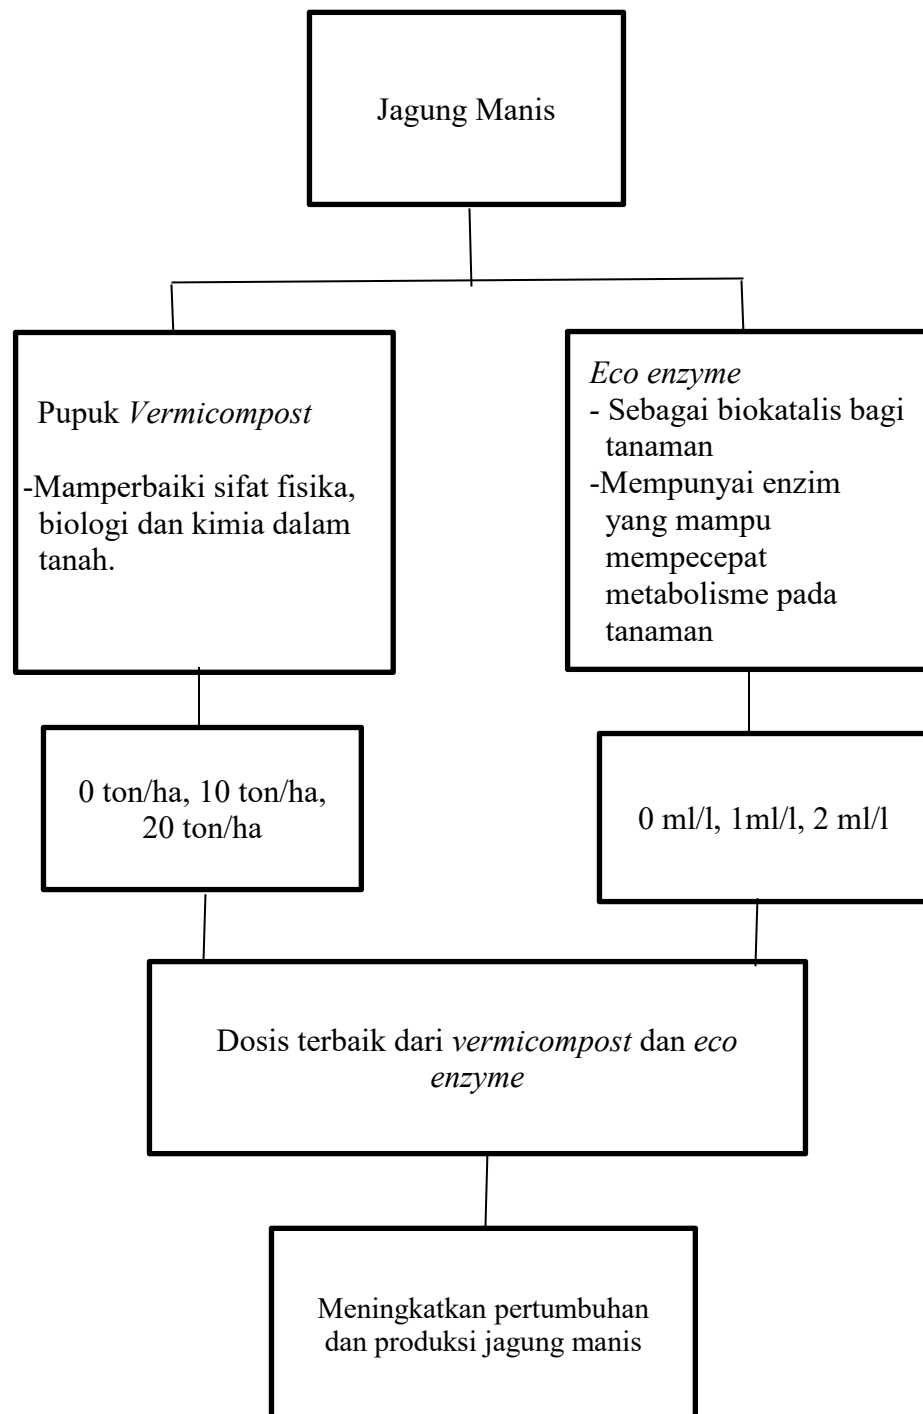 Jagung Manis
Pupuk Vermicompost
-Mamperbaiki sifat fisika,
biologi dan kimia dalam
tanah.
Eco enzyme
- Sebagai biokatalis bagi
tanaman
-Mempunyai enzim
yang mampu
mempecepat
metabolisme pada
tanaman
0 ton/ha, 10 ton/ha,
20 ton/ha
0 ml/l, 1ml/l, 2 ml/l
Dosis terbaik dari vermicompost dan eco
enzyme
Meningkatkan pertumbuhan
dan produksi jagung manis